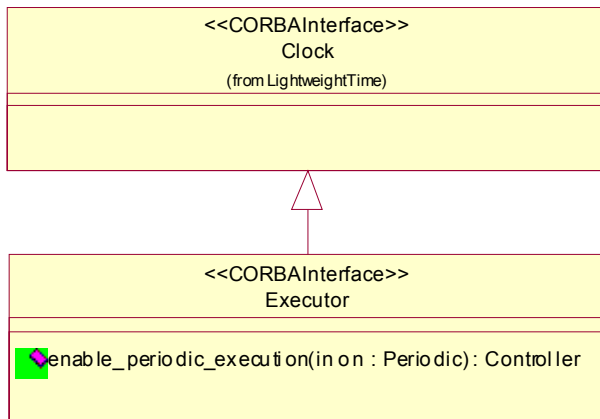 <<CORBAInterface>>
Clock
(from LightweightTime)
<<CORBAInterface>>
Executor
enable_periodic_execution(in on : Periodic) : Controller